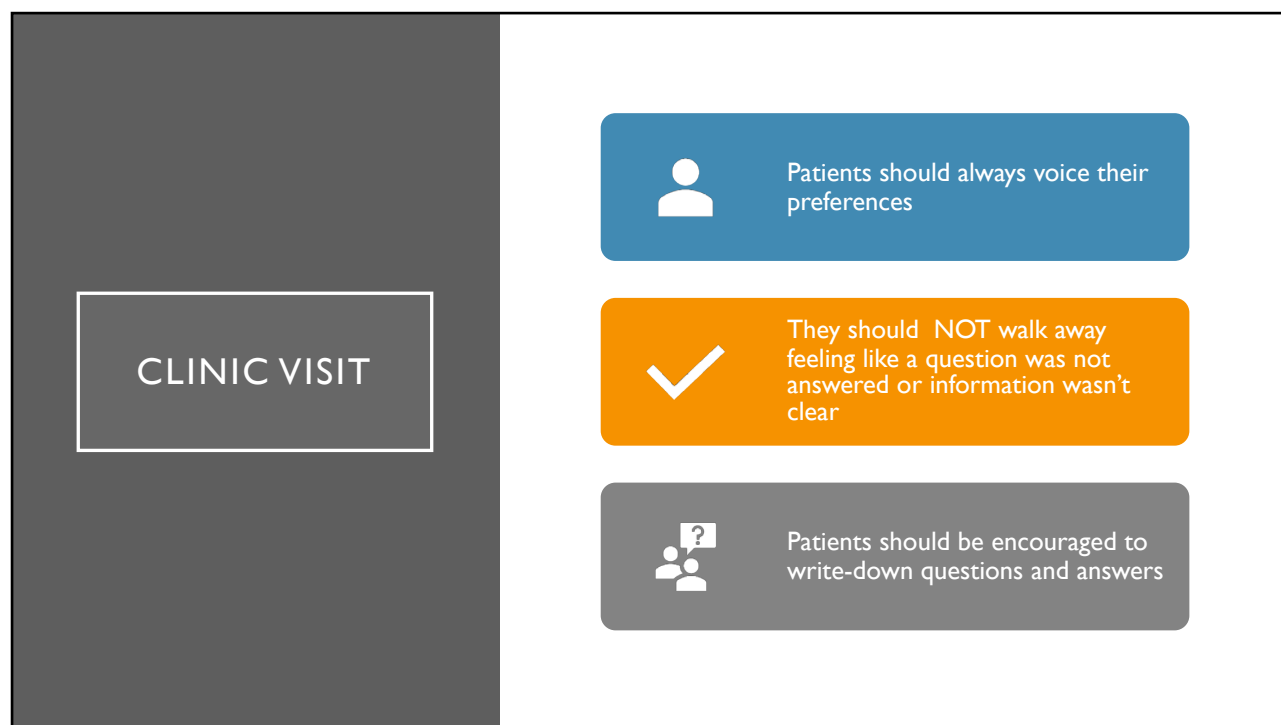 CLINIC VISIT
Patients should always voice their
preferences
They should  NOT walk away
feeling like a question was not
answered or information wasn’t
clear
?
Patients should be encouraged to
write-down questions and answers